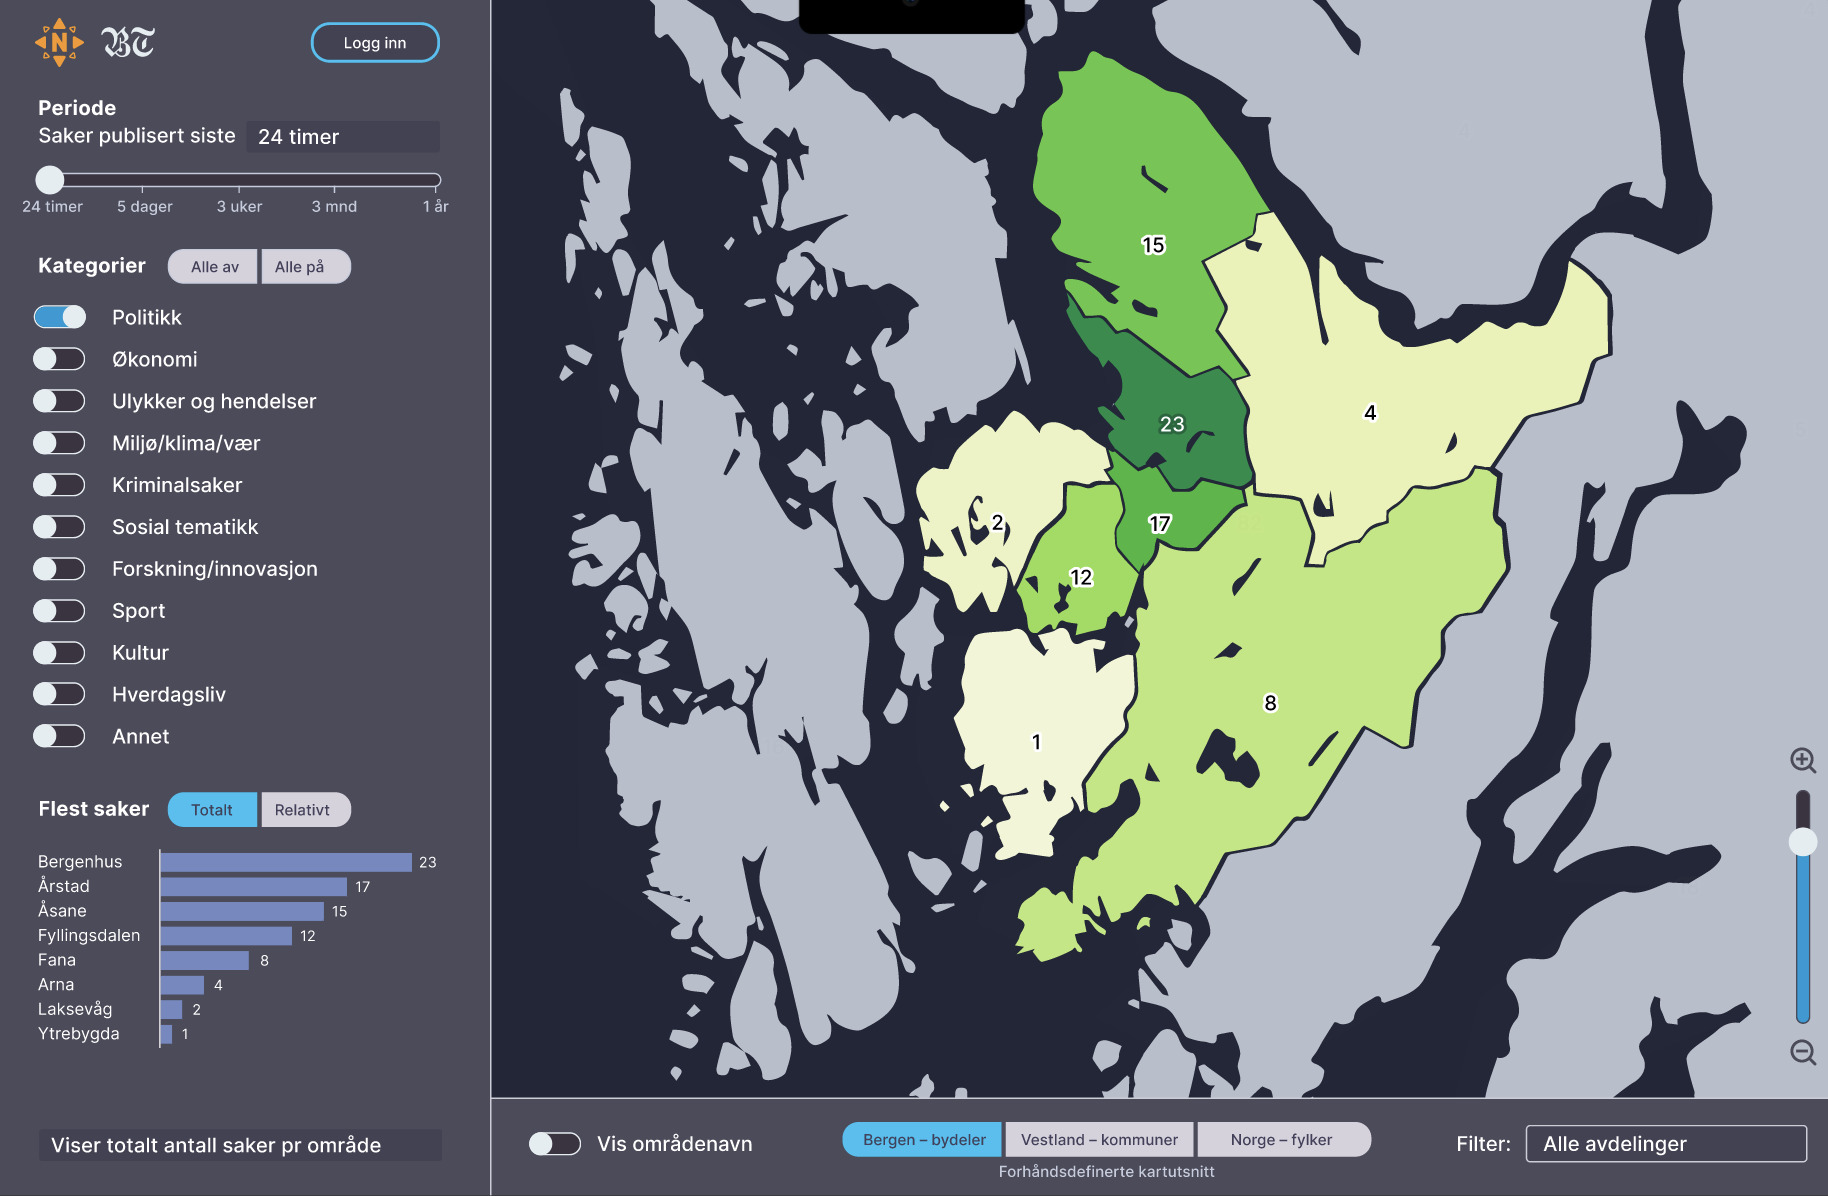 N BT
Logg inn
Periode
Saker publisert siste 24 timer
24 timer 5 dager 3 uker 3 mnd 1 år
Kategorier Alle av Alle på
Politikk
Økonomi
Ulykker og hendelser
Miljø/klima/vær
Kriminalsaker
Sosial tematikk
Forskning/innovasjon
Sport
Kultur
Hverdagsliv
Annet
Flest saker Totalt Relativt
Bergenhus 23
Årstad 17
Åsane 15
Fyllingsdalen 12
Fana 8
Arna 4
Laksevåg 2
Ytrebygda 1
Viser totalt antall saker pr område
15
4
23
2
17
12
8
1
Vis områdenavn
Bergen – bydeler Vestland – kommuner Norge – fylker
Forhåndsdefinerte kartutsnitt
Filter: Alle avdelinger